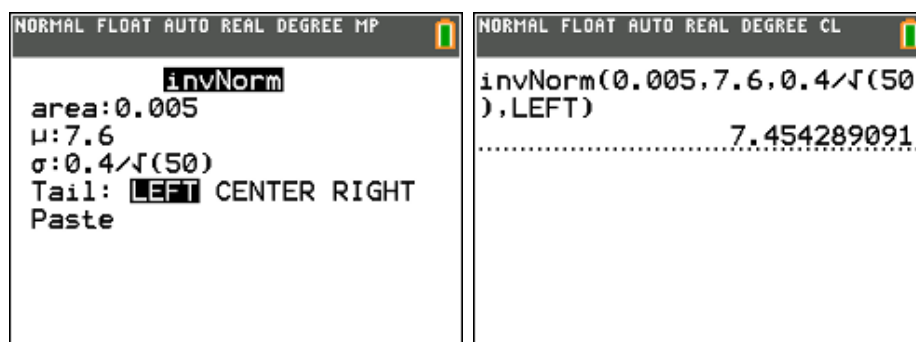 NORMAL FLOAT AUTO REAL DEGREE MP
invNorm
area:0.005
μ:7.6
σ:0.4/√(50)
Tail: LEFT CENTER RIGHT
Paste
NORMAL FLOAT AUTO REAL DEGREE CL
invNorm(0.005,7.6,0.4/√(50
),LEFT)
7.454289091